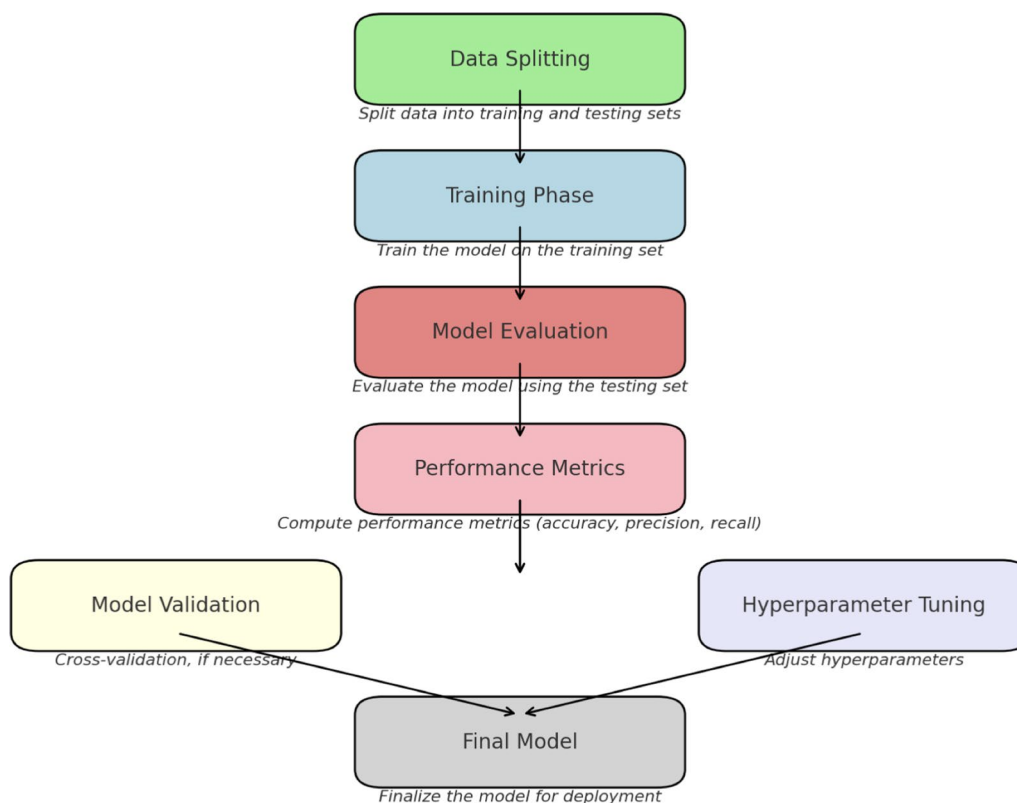 Data Splitting
Split data into training and testing sets
Training Phase
Train the model on the training set
Model Evaluation
Evaluate the model using the testing set
Performance Metrics
Compute performance metrics (accuracy, precision, recall)
Model Validation
Cross-validation, if necessary
Hyperparameter Tuning
Adjust hyperparameters
Final Model
Finalize the model for deployment